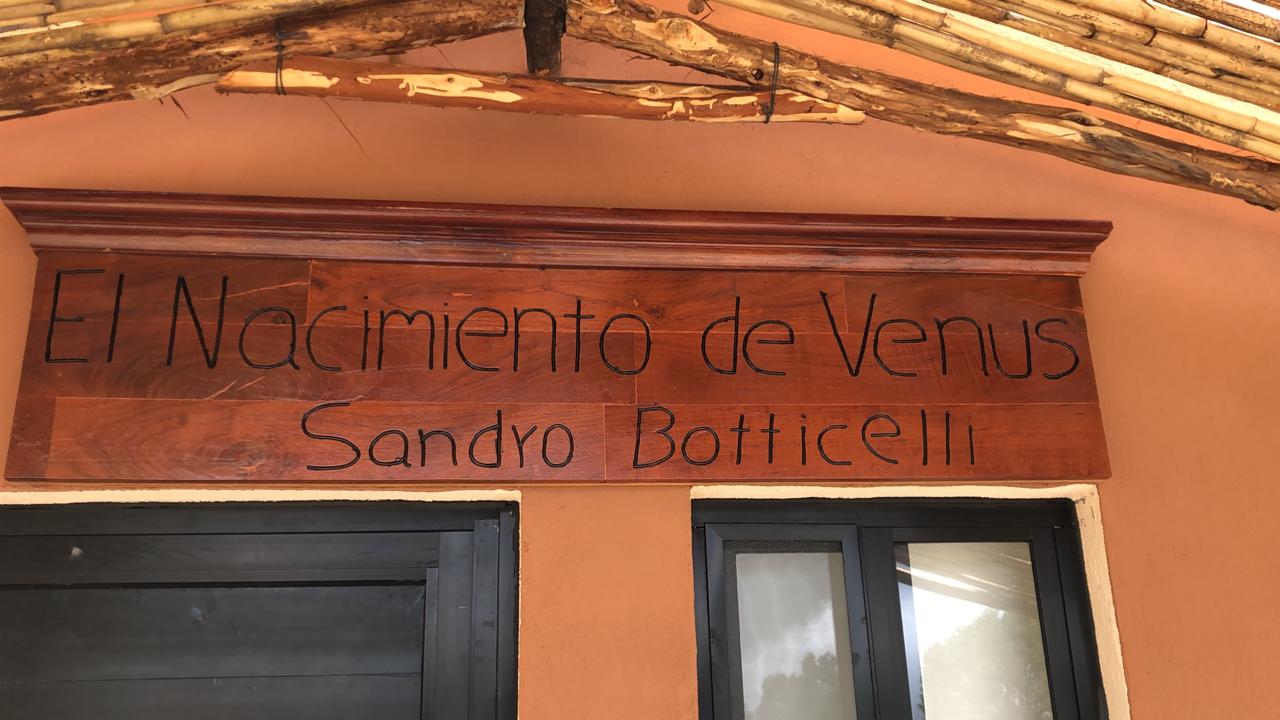 El Nacimiento de Venus
Sandro Botticelli